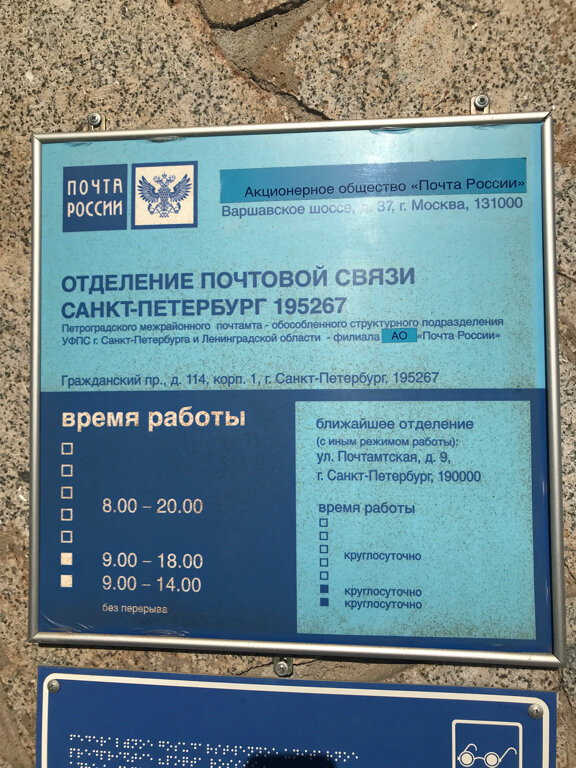 ПОЧТА
РОССИИ
Акционерное общество «Почта России»
Варшавское шоссе, д. 37, г. Москва, 131000
ОТДЕЛЕНИЕ ПОЧТОВОЙ СВЯЗИ
САНКТ-ПЕТЕРБУРГ 195267
Петроградского межрайонного почтамта - обособленного структурного подразделения
УФПС г. Санкт-Петербурга и Ленинградской области - филиала АО «Почта России»
Гражданский пр., д. 114, корп. 1, г. Санкт-Петербург, 195267
время работы
8.00 – 20.00
9.00 – 18.00
9.00 – 14.00
без перерыва
ближайшее отделение
(с иным режимом работы):
ул. Почтамтская, д. 9,
г. Санкт-Петербург, 190000
время работы
круглосуточно
круглосуточно
круглосуточно